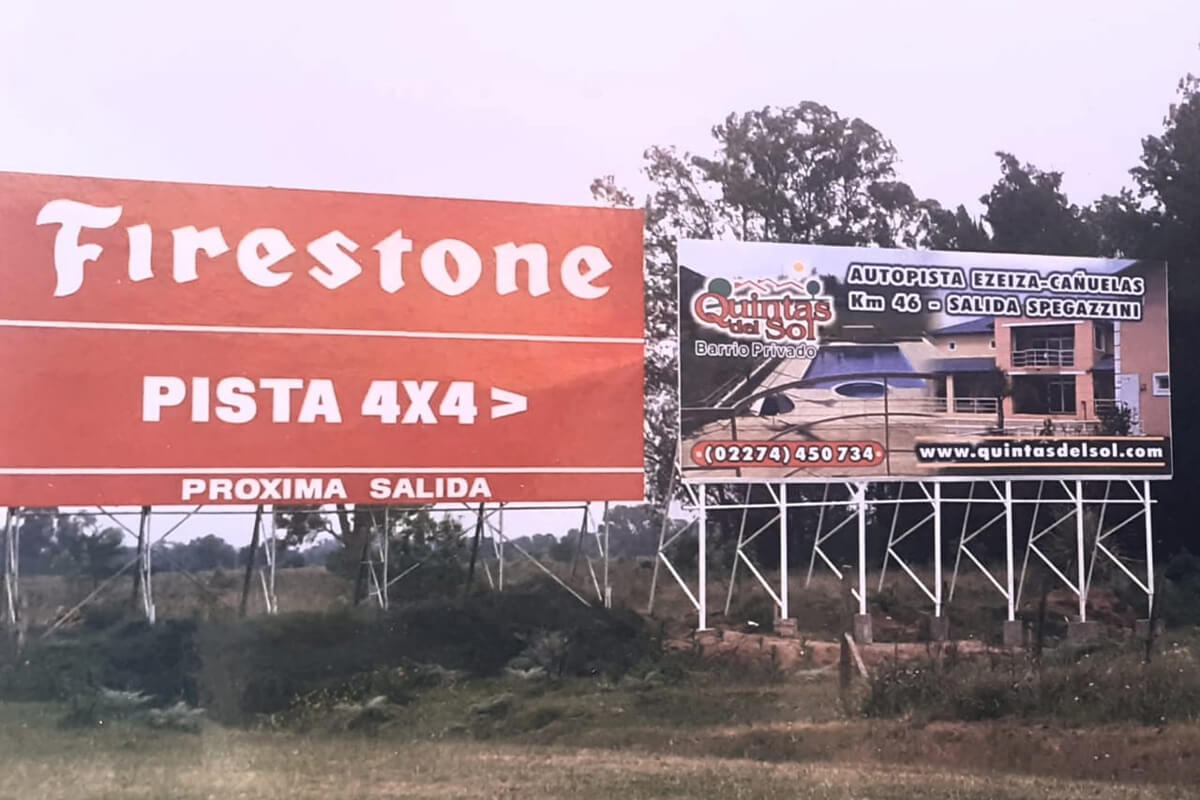 Firestone
PISTA 4X4 >
PROXIMA SALIDA
AUTOPISTA EZEIZA-CAÑUELAS
Km 46 - SALIDA SPEGAZZINI
Quintas
del Sol
Barrio Privado
(02274) 450 734
www.quintasdelsol.com